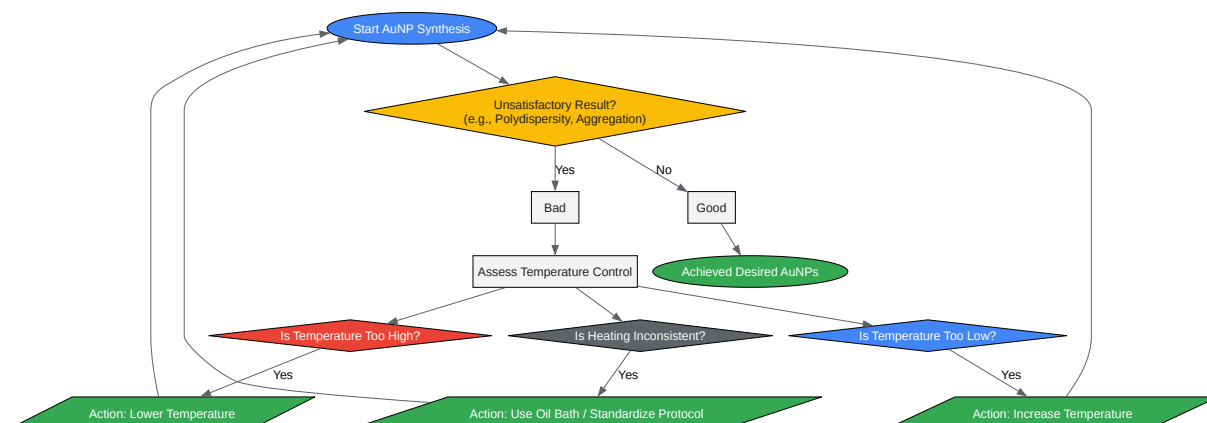 Start AuNP Synthesis
Unsatisfactory Result?
(e.g., Polydispersity, Aggregation)
Yes
No
Bad
Good
Assess Temperature Control
Achieved Desired AuNPs
Is Temperature Too High?
Is Heating Inconsistent?
Is Temperature Too Low?
Yes
Yes
Yes
Action: Lower Temperature
Action: Use Oil Bath / Standardize Protocol
Action: Increase Temperature